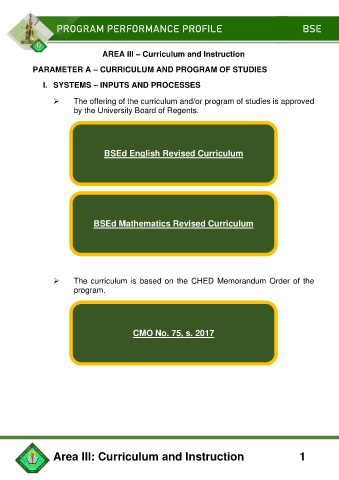 PROGRAM PERFORMANCE PROFILE BSE
AREA III – Curriculum and Instruction
PARAMETER A – CURRICULUM AND PROGRAM OF STUDIES
I. SYSTEMS – INPUTS AND PROCESSES
➢ The offering of the curriculum and/or program of studies is approved
by the University Board of Regents.
BSEd English Revised Curriculum
BSEd Mathematics Revised Curriculum
➢ The curriculum is based on the CHED Memorandum Order of the
program.
CMO No. 75, s. 2017
Area III: Curriculum and Instruction 1